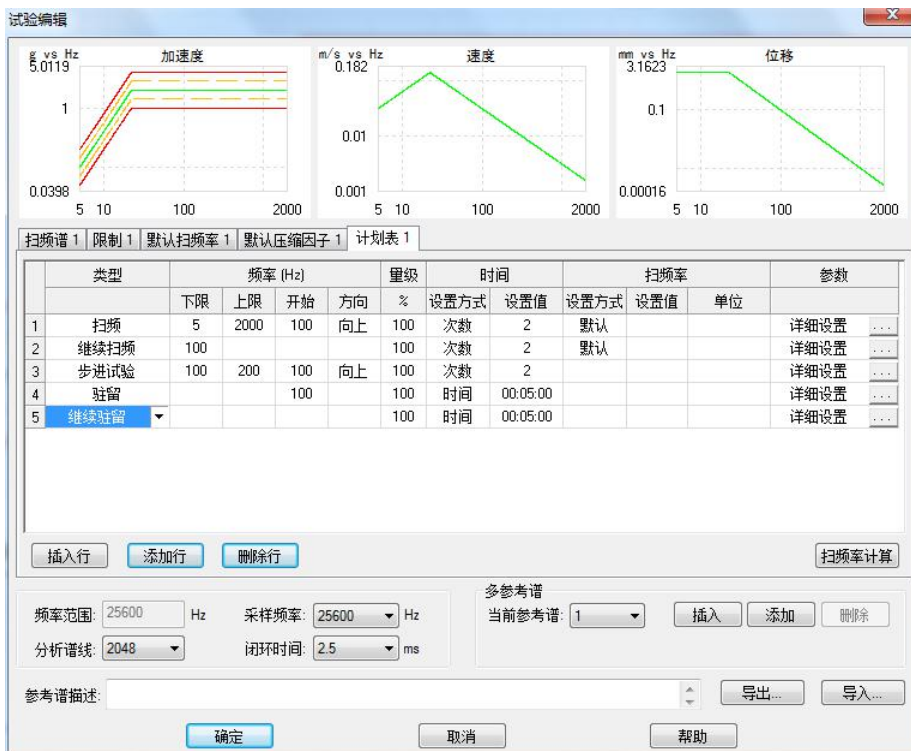 试验编辑
X
g vs Hz 加速度 m/s vs Hz 速度 mm vs Hz 位移
5.0119 0.182 3.1623
1 0.01 0.1
0.0398 0.001 0.00016
5 10 100 2000 5 10 100 2000 5 10 100 2000
扫频谱 1 限制 1 默认扫频率 1 默认压缩因子 1 计划表 1
类型 频率 (Hz) 量级 时间 扫频率 参数
下限 上限 开始 方向 % 设置方式 设置值 设置方式 设置值 单位
1 扫频 5 2000 100 向上 100 次数 2 默认 详细设置 ...
2 继续扫频 100 100 次数 2 默认 详细设置 ...
3 步进试验 100 200 100 向上 100 次数 2 详细设置 ...
4 驻留 100 100 时间 00:05:00 详细设置 ...
5 继续驻留 100 时间 00:05:00 详细设置 ...
插入行 添加行 删除行 扫频率计算
多参考谱
频率范围: 25600 Hz 采样频率: 25600 Hz 当前参考谱: 1 插入 添加 删除
分析谱线: 2048 闭环时间: 2.5 ms
参考谱描述: 导出... 导入...
确定 取消 帮助